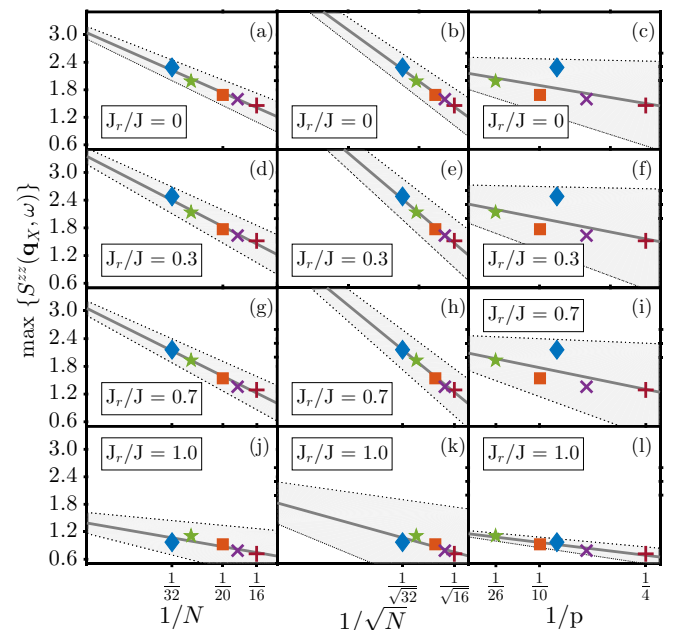 max {S^{zz}(q_X, ω)}
3.0
2.4
1.8
1.2
0.6
(a)
J_r/J = 0
(b)
J_r/J = 0
(c)
J_r/J = 0
3.0
2.4
1.8
1.2
0.6
(d)
J_r/J = 0.3
(e)
J_r/J = 0.3
(f)
J_r/J = 0.3
3.0
2.4
1.8
1.2
0.6
(g)
J_r/J = 0.7
(h)
J_r/J = 0.7
(i)
J_r/J = 0.7
3.0
2.4
1.8
1.2
0.6
(j)
J_r/J = 1.0
(k)
J_r/J = 1.0
(l)
J_r/J = 1.0
1/32 1/20 1/16
1/√32 1/√16
1/26 1/10 1/4
1/N
1/√N
1/p